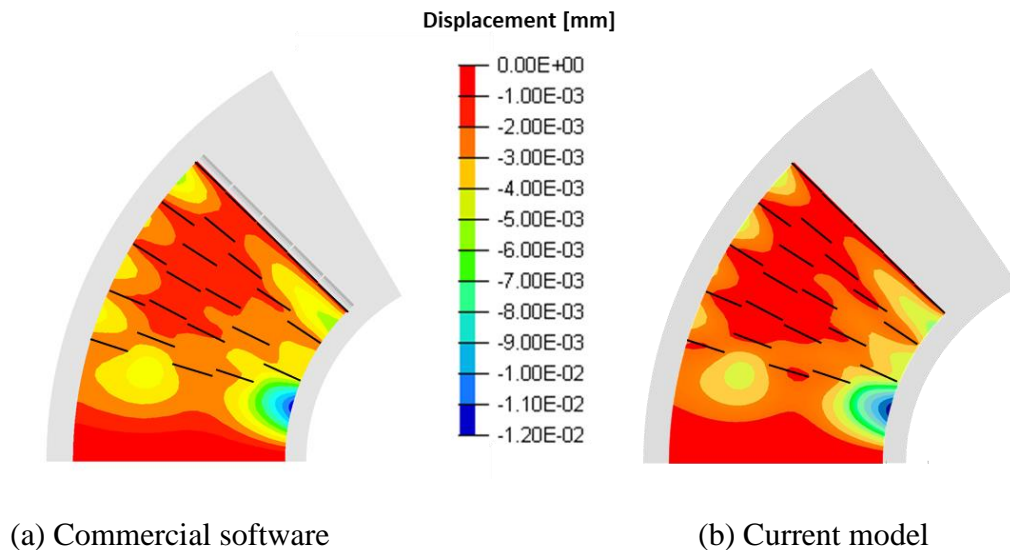 Displacement [mm]
0.00E+00
-1.00E-03
-2.00E-03
-3.00E-03
-4.00E-03
-5.00E-03
-6.00E-03
-7.00E-03
-8.00E-03
-9.00E-03
-1.00E-02
-1.10E-02
-1.20E-02
(a) Commercial software
(b) Current model